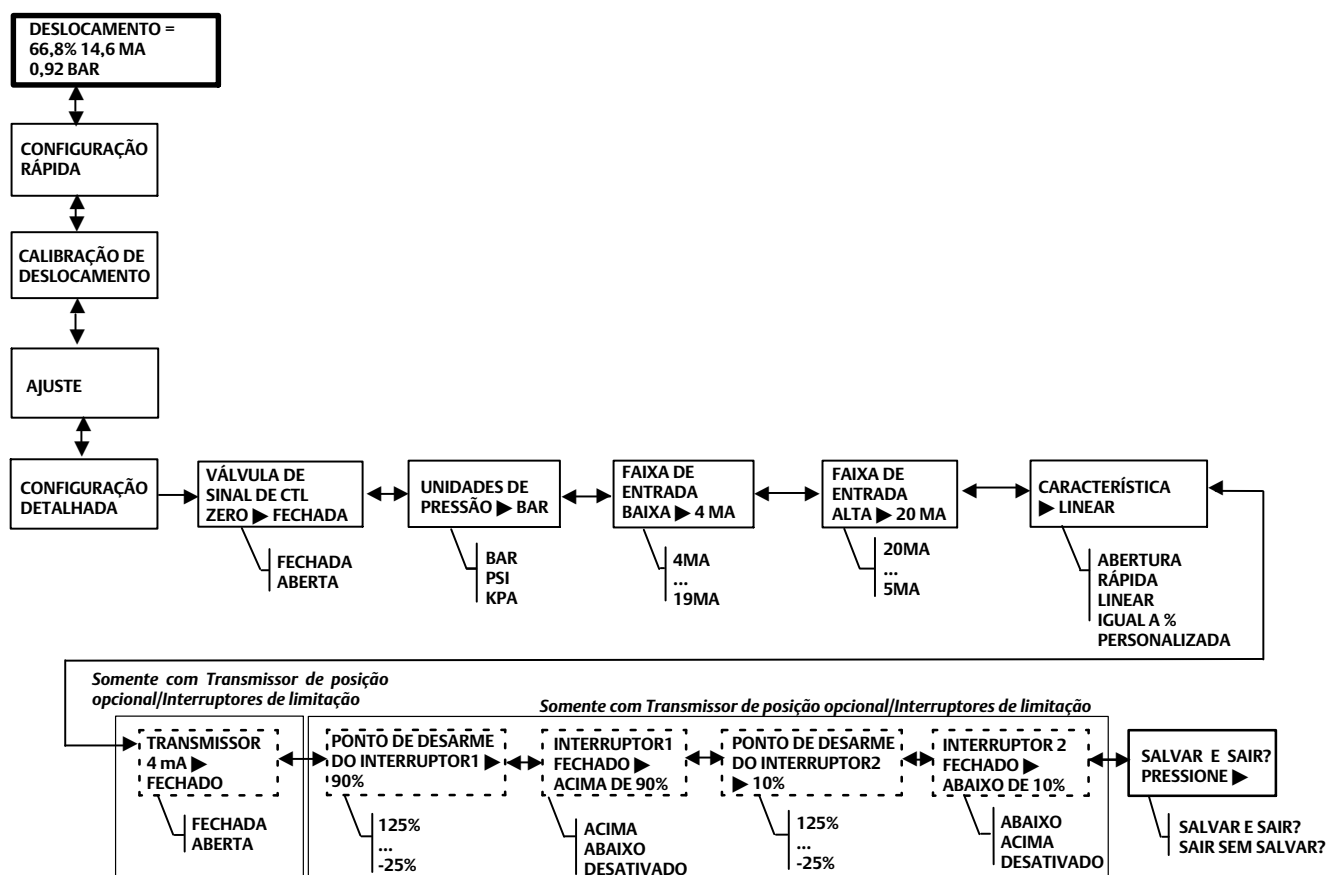 DESLOCAMENTO =
66,8% 14,6 MA
0,92 BAR
CONFIGURAÇÃO
RÁPIDA
CALIBRAÇÃO DE
DESLOCAMENTO
AJUSTE
CONFIGURAÇÃO
DETALHADA
VÁLVULA DE
SINAL DE CTL
ZERO ▶ FECHADA
FECHADA
ABERTA
UNIDADES DE
PRESSÃO ▶ BAR
BAR
PSI
KPA
FAIXA DE
ENTRADA
BAIXA ▶ 4 MA
4MA
...
19MA
FAIXA DE
ENTRADA
ALTA ▶ 20 MA
20MA
...
5MA
CARACTERÍSTICA
▶ LINEAR
ABERTURA
RÁPIDA
LINEAR
IGUAL A %
PERSONALIZADA
Somente com Transmissor de posição
opcional/Interruptores de limitação
Somente com Transmissor de posição opcional/Interruptores de limitação
TRANSMISSOR
4 mA ▶
FECHADO
FECHADA
ABERTA
PONTO DE DESARME
DO INTERRUPTOR1 ▶
90%
125%
...
-25%
INTERRUPTOR1
FECHADO ▶
ACIMA DE 90%
ACIMA
ABAIXO
DESATIVADO
PONTO DE DESARME
DO INTERRUPTOR2
▶ 10%
125%
...
-25%
INTERRUPTOR 2
FECHADO ▶
ABAIXO DE 10%
ABAIXO
ACIMA
DESATIVADO
SALVAR E SAIR?
PRESSIONE ▶
SALVAR E SAIR?
SAIR SEM SALVAR?